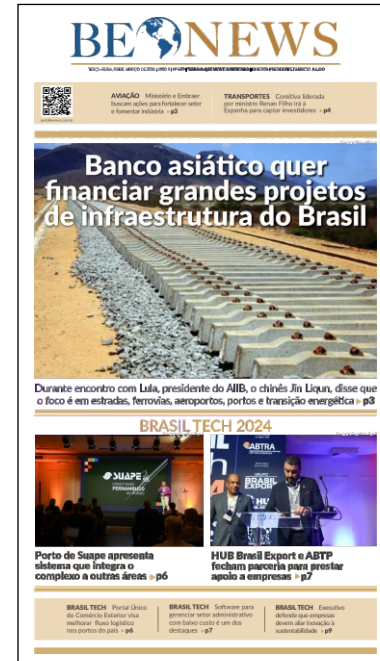 BE NEWS
AVIAÇÃO Ministério e Embraer
buscam ações para fortalecer setor
e fomentar indústria p3
TRANSPORTES Comitiva liderada
por ministro Renan Filho irá à
Espanha para captar investidores p4
Banco asiático quer
financiar grandes projetos
de infraestrutura do Brasil
Durante encontro com Lula, presidente do AIIB, o chinês Jin Liqun, disse que
o foco é em estradas, ferrovias, aeroportos, portos e transição energética p3
BRASIL TECH 2024
SUAPE
PERNAMBUCO
ABTRA
BRASIL
EXPORT
HUB
Porto de Suape apresenta
sistema que integra o
complexo a outras áreas p6
HUB Brasil Export e ABTP
fecham parceria para prestar
apoio a empresas p7
BRASIL TECH Portal Único
de Comércio Exterior visa
melhorar fluxo logístico
nos portos do país p6
BRASIL TECH Software para
gerenciar setor administrativo
com baixo custo é um dos
destaques p7
BRASIL TECH Executivo
defende que empresas
devem aliar inovação à
sustentabilidade p9